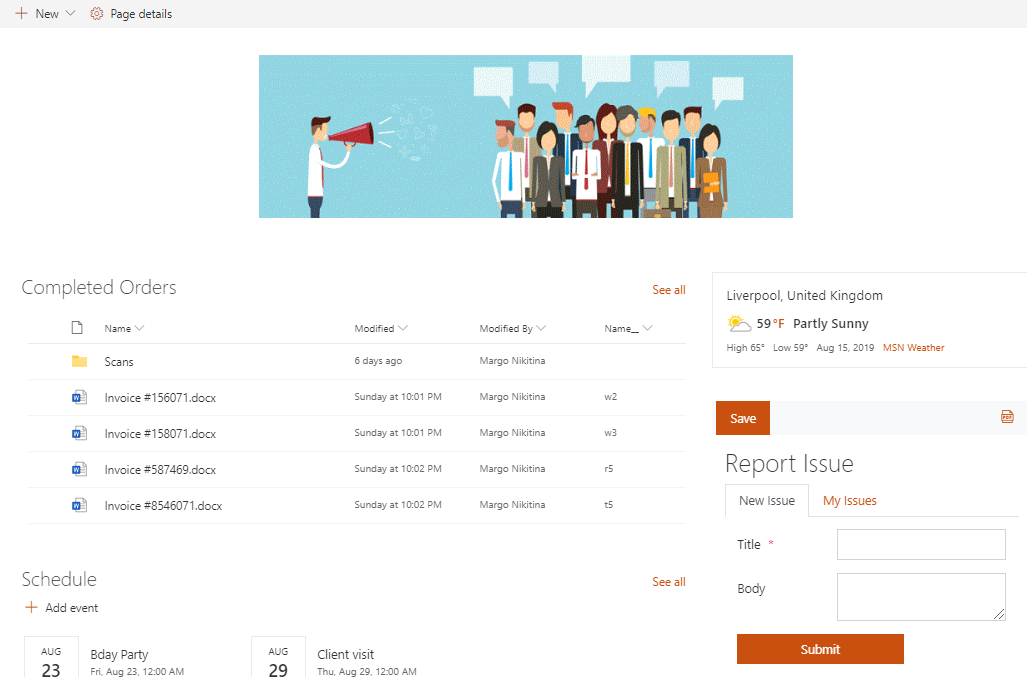 New Page details
Completed Orders See all
Name Modified Modified By Name__
Scans 6 days ago Margo Nikitina
Invoice #156071.docx Sunday at 10:01 PM Margo Nikitina w2
Invoice #158071.docx Sunday at 10:01 PM Margo Nikitina w3
Invoice #587469.docx Sunday at 10:02 PM Margo Nikitina r5
Invoice #8546071.docx Sunday at 10:02 PM Margo Nikitina t5
Schedule See all
Add event
AUG
23
Bday Party
Fri, Aug 23, 12:00 AM
AUG
29
Client visit
Thu, Aug 29, 12:00 AM
Liverpool, United Kingdom
59 °F Partly Sunny
High 65° Low 59° Aug 15, 2019 MSN Weather
Save PDF
Report Issue
New Issue My Issues
Title *
Body
Submit